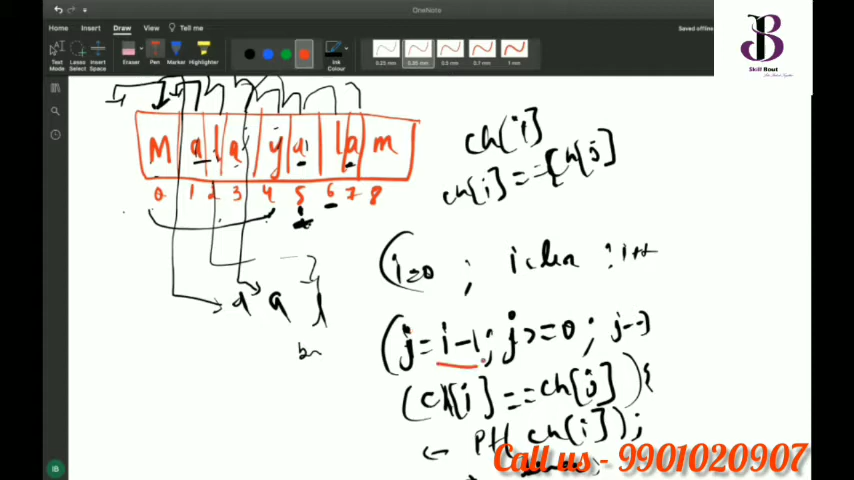 OneNote
Home Insert Draw View Tell me
Saved offline
Text Mode
Lasso Select
Insert Space
Eraser
Pen
Marker
Highlighter
Ink Colour
0.25 mm
0.35 mm
0.5 mm
0.7 mm
1 mm
B
Skill Rout
M a l a y a l a m
0 1 2 3 4 5 6 7 8
ch[i]
ch[i]==ch[j]
(i=0 ; i<len ; i++
a a l
(j=i-1; j>=0; j--)
(ch[i]==ch[j]){
ch[i]);
Call us - 9901020907
IB